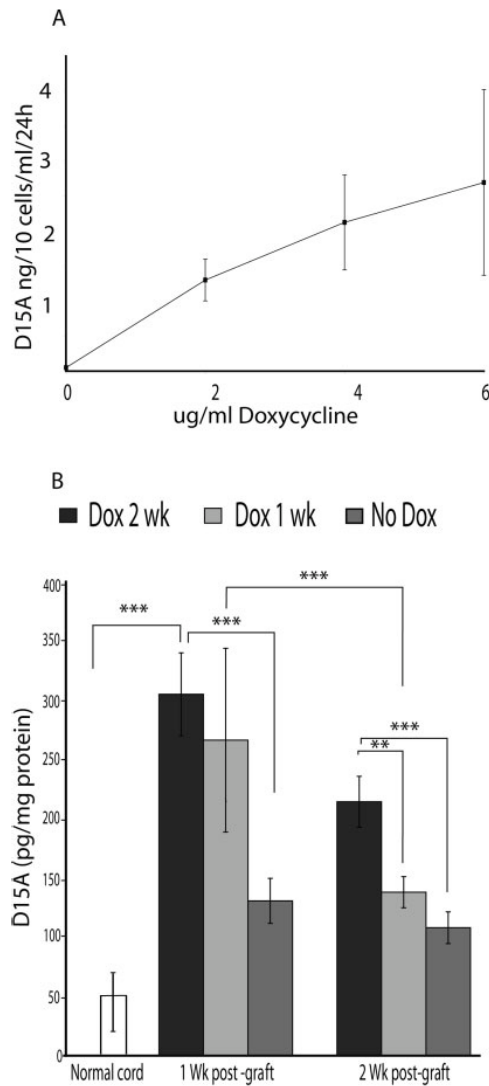 A
D15A ng/10 cells/ml/24h
4
3
2
1
0 2 4 6
ug/ml Doxycycline
B
Dox 2 wk Dox 1 wk No Dox
D15A (pg/mg protein)
400
350
300
250
200
150
100
50
0
***
***
***
***
**
Normal cord 1 Wk post -graft 2 Wk post-graft